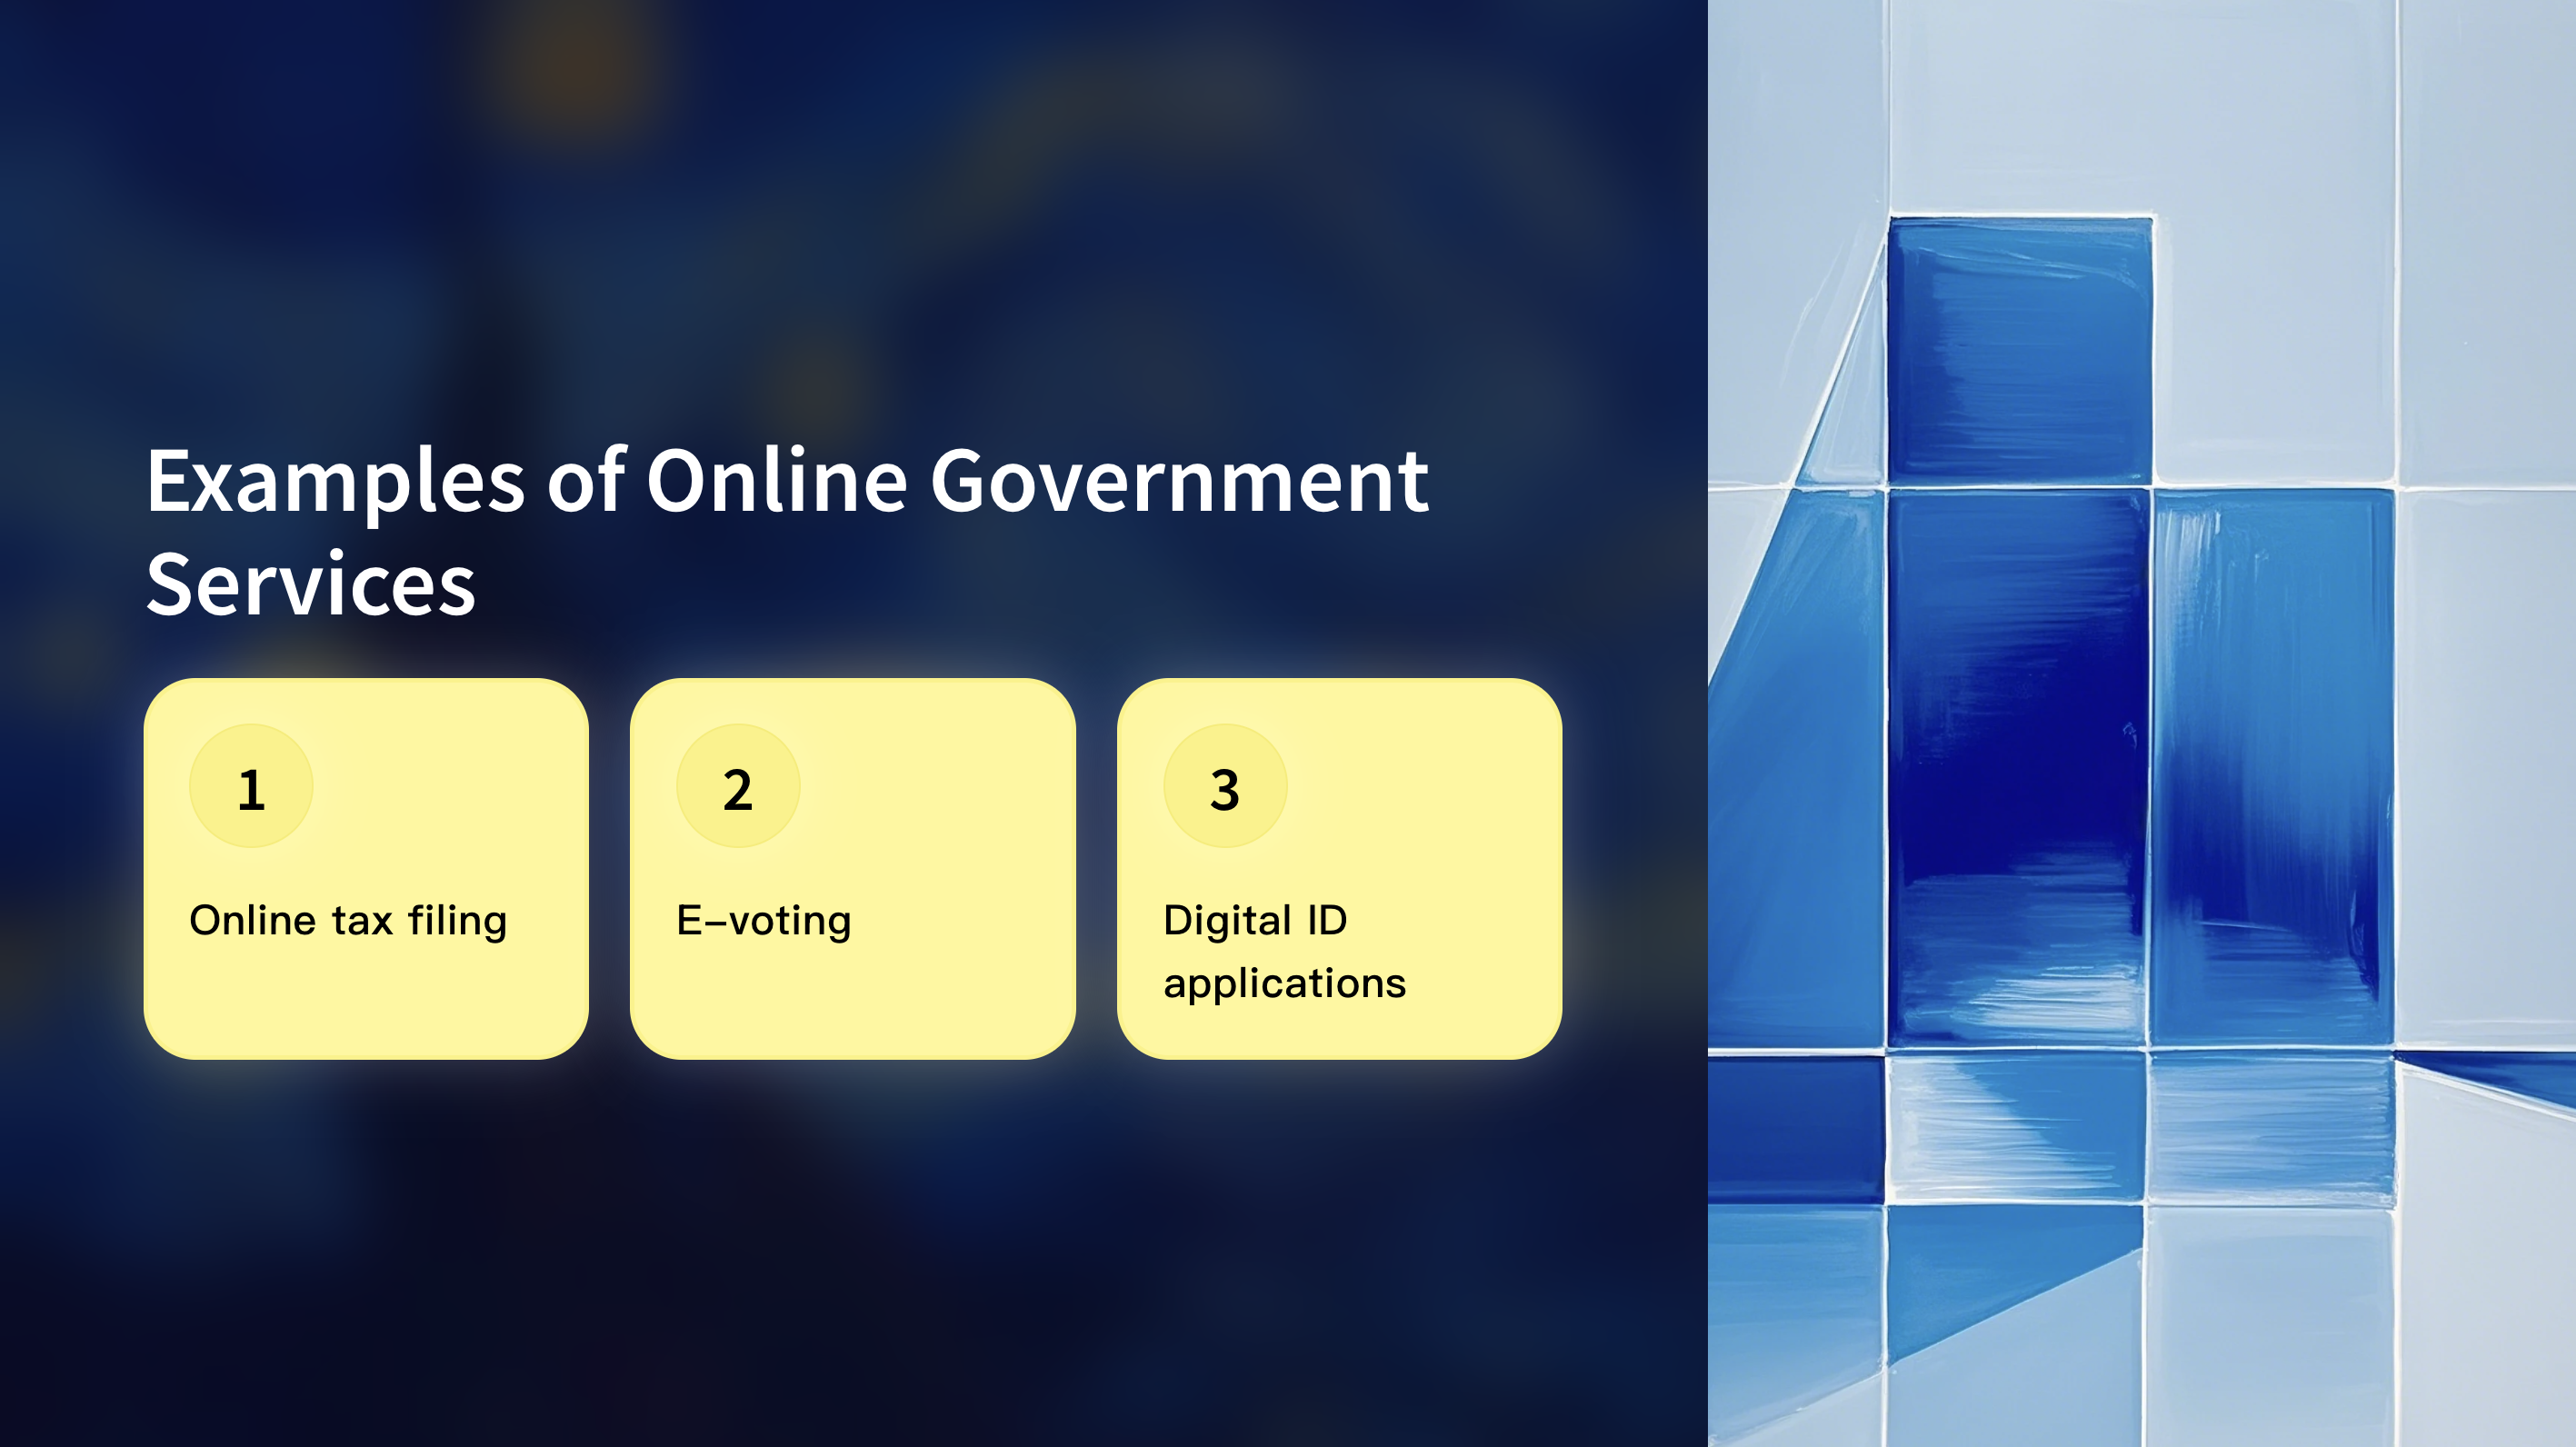 Examples of Online Government
Services
1
Online tax filing
2
E-voting
3
Digital ID
applications